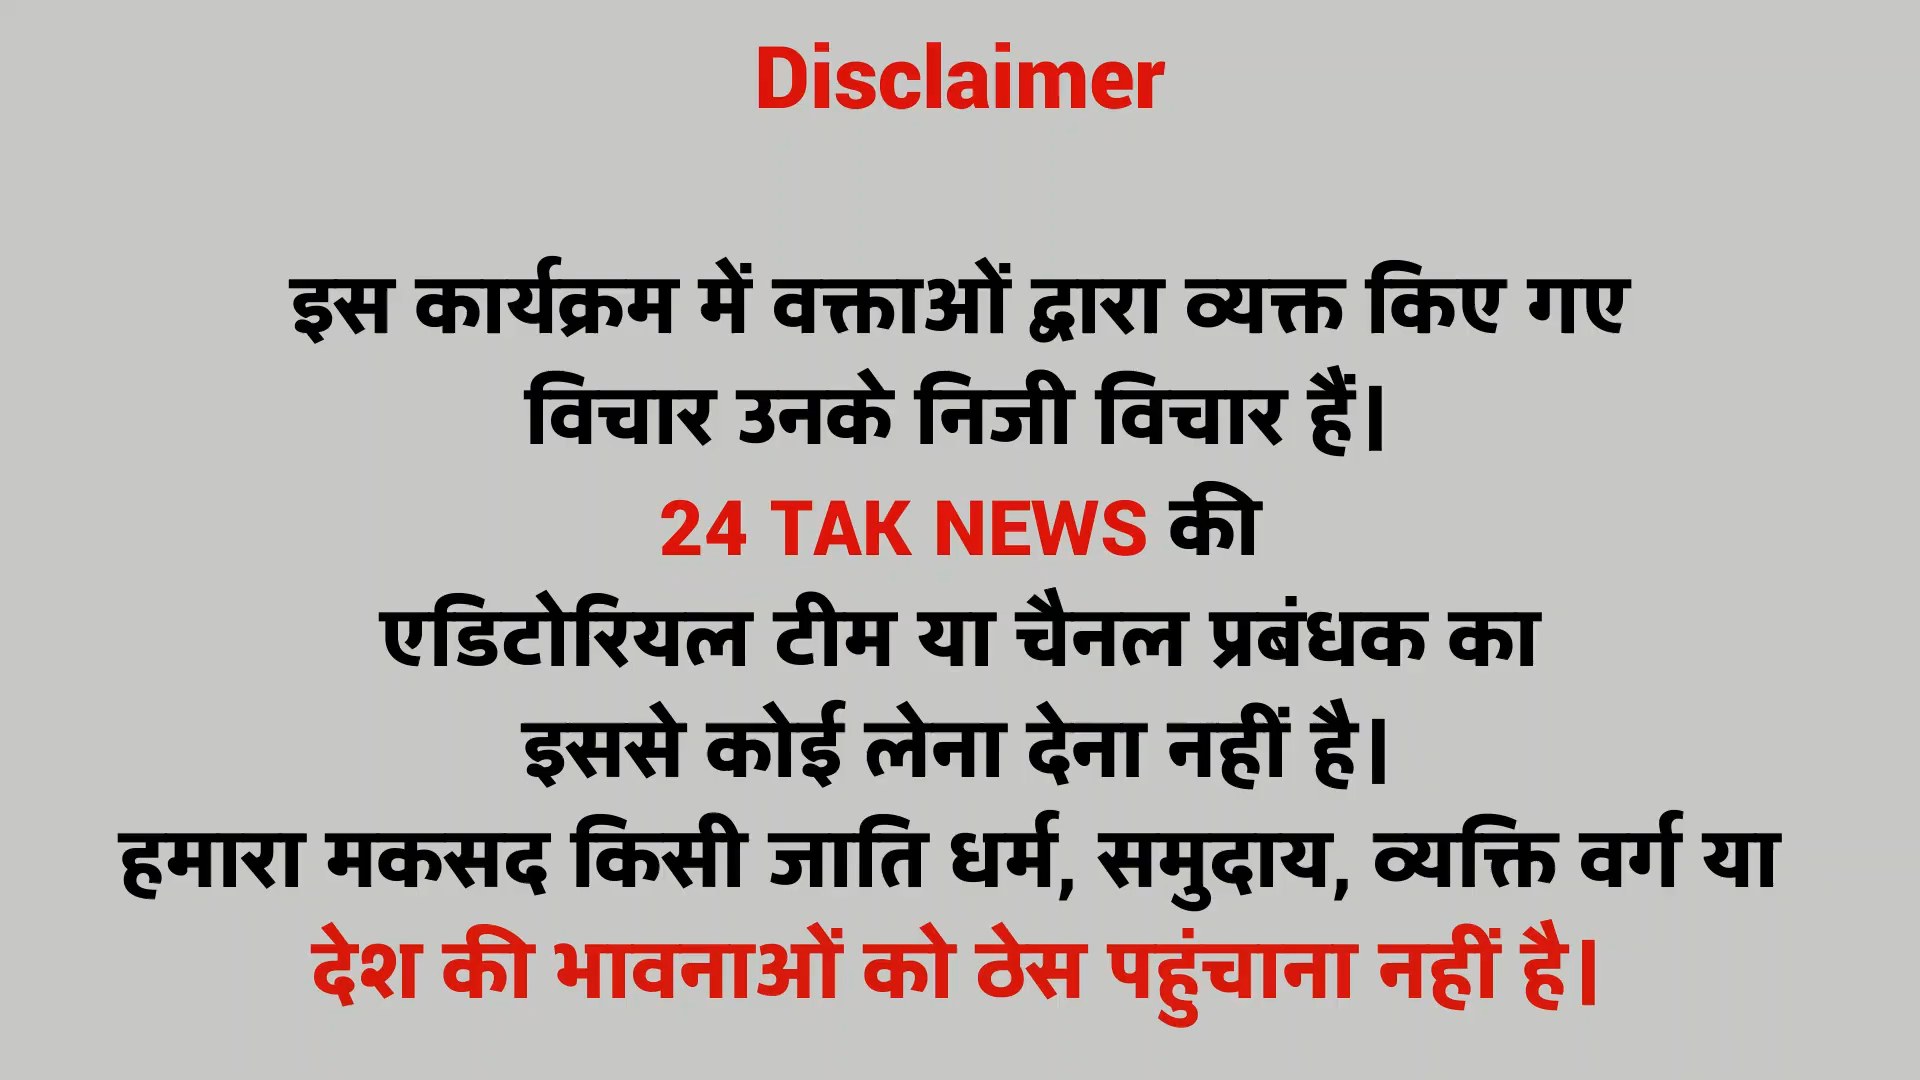 Disclaimer
इस कार्यक्रम में वक्ताओं द्वारा व्यक्त किए गए
विचार उनके निजी विचार हैं।
24 TAK NEWS की
एडिटोरियल टीम या चैनल प्रबंधक का
इससे कोई लेना देना नहीं है।
हमारा मकसद किसी जाति धर्म, समुदाय, व्यक्ति वर्ग या
देश की भावनाओं को ठेस पहुंचाना नहीं है।